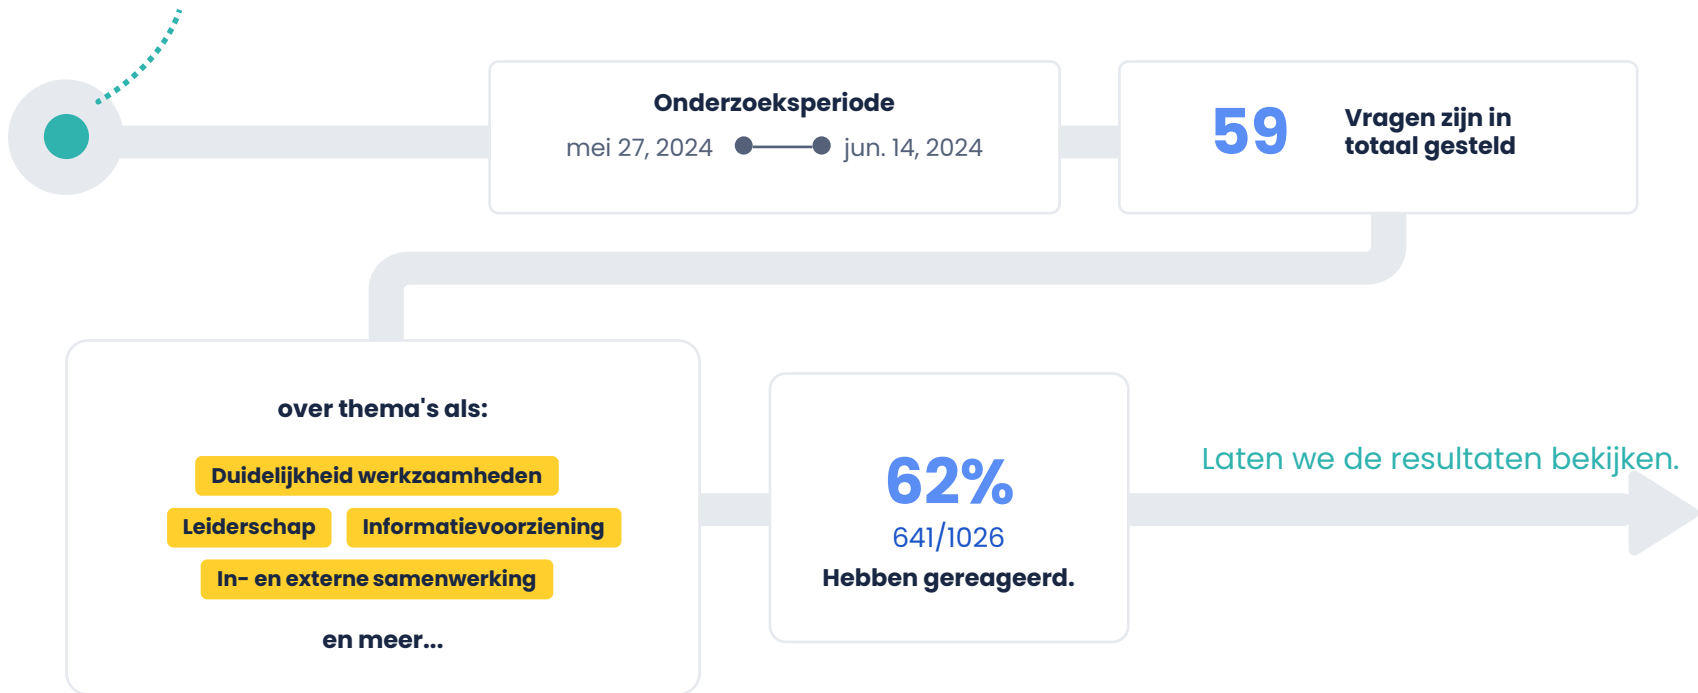 Onderzoeksperiode
mei 27, 2024 jun. 14, 2024
59
Vragen zijn in
totaal gesteld
over thema's als:
Duidelijkheid werkzaamheden
Leiderschap Informatievoorziening
In- en externe samenwerking
en meer...
62%
641/1026
Hebben gereageerd.
Laten we de resultaten bekijken.